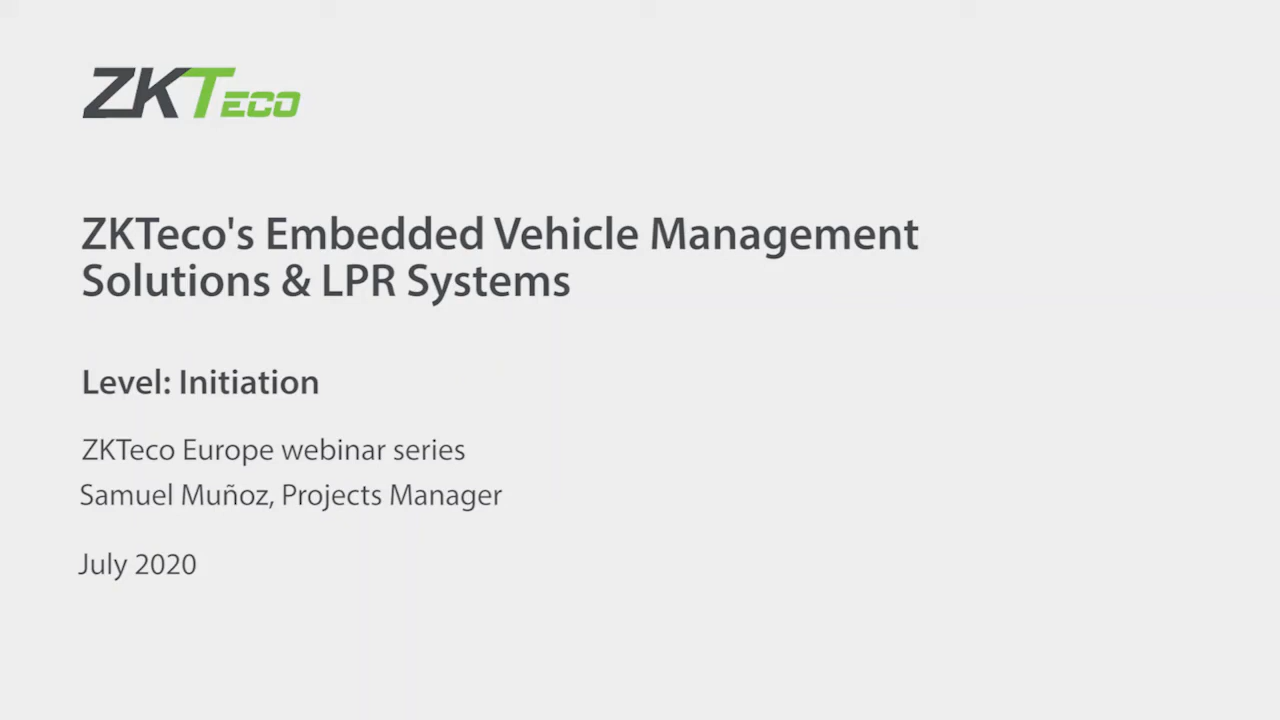 ZKTeco
ZKTeco's Embedded Vehicle Management
Solutions & LPR Systems
Level: Initiation
ZKTeco Europe webinar series
Samuel Muñoz, Projects Manager
July 2020